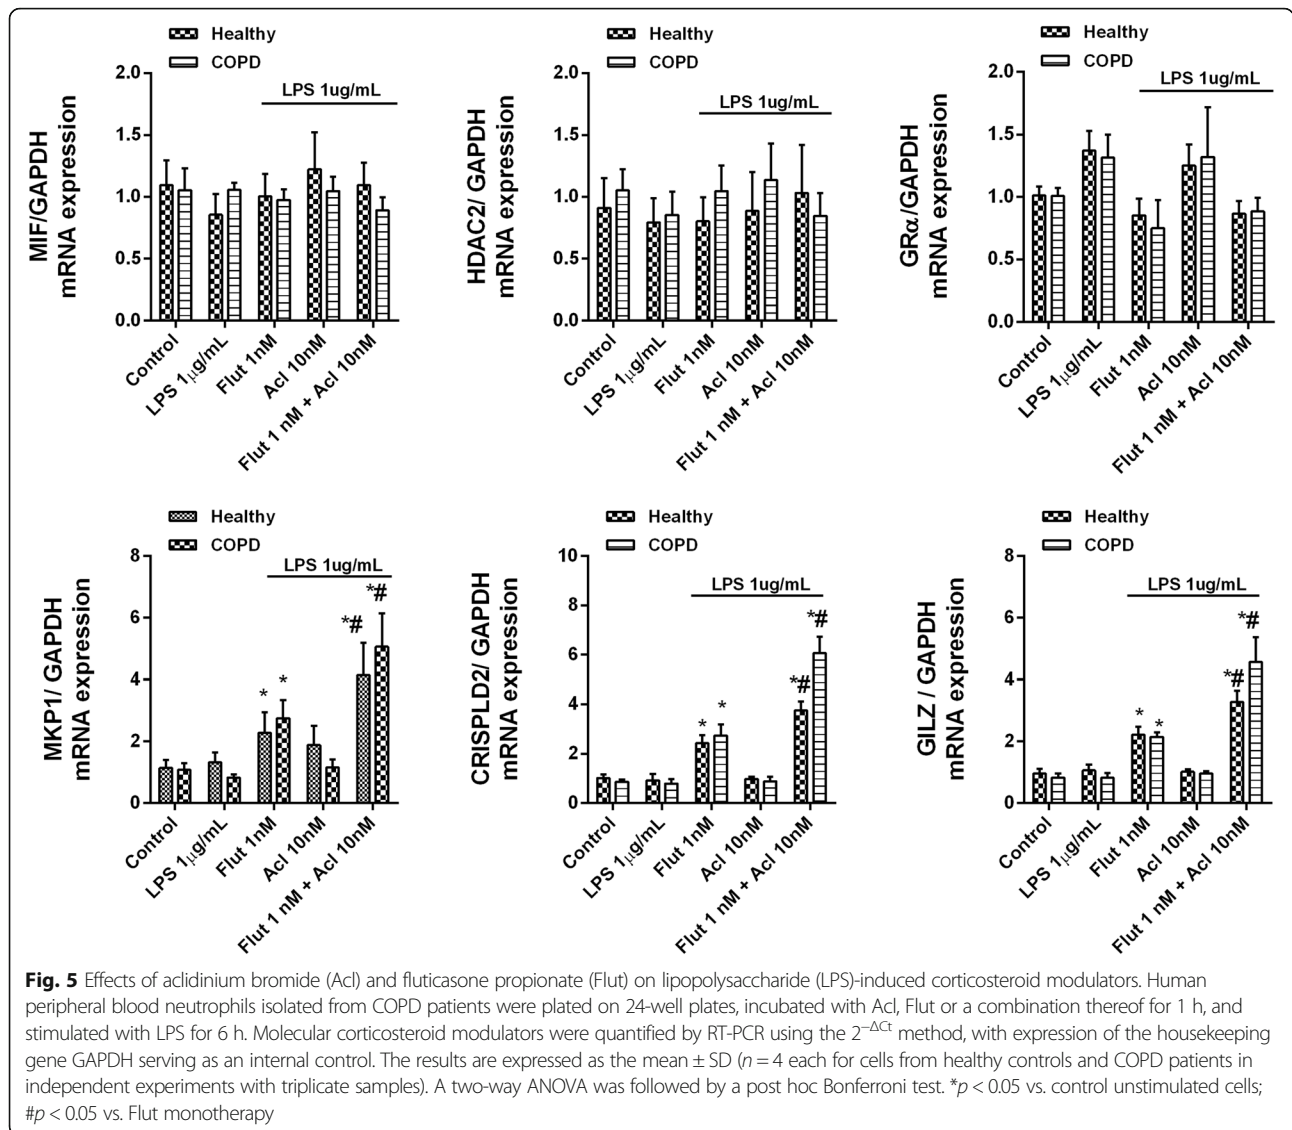 Healthy
COPD
LPS 1ug/mL
MIF/GAPDH
mRNA expression
2.0
1.5
1.0
0.5
0.0
Control
LPS 1μg/mL
Flut 1nM
Acl 10nM
Flut 1 nM + Acl 10nM
Healthy
COPD
LPS 1ug/mL
HDAC2/ GAPDH
mRNA expression
2.0
1.5
1.0
0.5
0.0
Control
LPS 1μg/mL
Flut 1nM
Acl 10nM
Flut 1 nM + Acl 10nM
Healthy
COPD
LPS 1ug/mL
GRα/GAPDH
mRNA expression
2.0
1.5
1.0
0.5
0.0
Control
LPS 1μg/mL
Flut 1nM
Acl 10nM
Flut 1 nM + Acl 10nM
Healthy
COPD
LPS 1ug/mL
MKP1/ GAPDH
mRNA expression
8
6
4
2
0
* * *# *#
Control
LPS 1μg/mL
Flut 1nM
Acl 10nM
Flut 1 nM + Acl 10nM
Healthy
COPD
LPS 1ug/mL
CRISPLD2/ GAPDH
mRNA expression
10
8
6
4
2
0
* * *# *#
Control
LPS 1μg/mL
Flut 1nM
Acl 10nM
Flut 1 nM + Acl 10nM
Healthy
COPD
LPS 1ug/mL
GILZ / GAPDH
mRNA expression
8
6
4
2
0
* * *# *#
Control
LPS 1μg/mL
Flut 1nM
Acl 10nM
Flut 1 nM + Acl 10nM
Fig. 5 Effects of aclidinium bromide (Acl) and fluticasone propionate (Flut) on lipopolysaccharide (LPS)-induced corticosteroid modulators. Human
peripheral blood neutrophils isolated from COPD patients were plated on 24-well plates, incubated with Acl, Flut or a combination thereof for 1 h, and
stimulated with LPS for 6 h. Molecular corticosteroid modulators were quantified by RT-PCR using the 2−ΔCt method, with expression of the housekeeping
gene GAPDH serving as an internal control. The results are expressed as the mean ± SD (n = 4 each for cells from healthy controls and COPD patients in
independent experiments with triplicate samples). A two-way ANOVA was followed by a post hoc Bonferroni test. *p < 0.05 vs. control unstimulated cells;
#p < 0.05 vs. Flut monotherapy